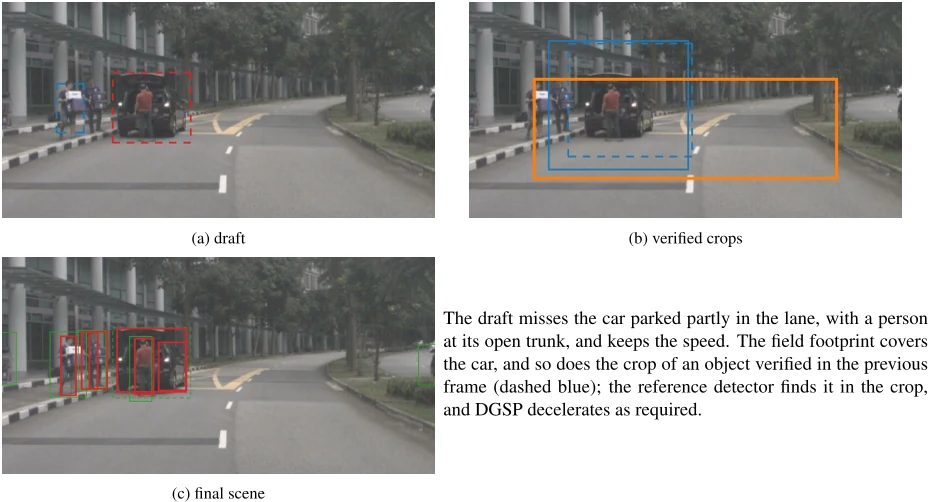 (a) draft
(b) verified crops
The draft misses the car parked partly in the lane, with a person
at its open trunk, and keeps the speed. The field footprint covers
the car, and so does the crop of an object verified in the previous
frame (dashed blue); the reference detector finds it in the crop,
and DGSP decelerates as required.
(c) final scene